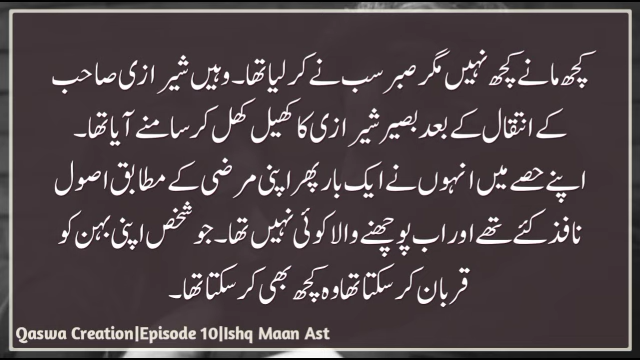 کچھ مانے کچھ نہیں مگر صبر سب نے کر لیا تھا۔ وہیں شیرازی صاحب
کے انتقال کے بعد بصیر شیرازی کا کھیل کھل کر سامنے آیا تھا۔
اپنے حصے میں انہوں نے ایک بار پھر اپنی مرضی کے مطابق اصول
نافذ کئے تھے اور اب پوچھنے والا کوئی نہیں تھا۔ جو شخص اپنی بہن کو
قربان کر سکتا تھا وہ کچھ بھی کر سکتا تھا۔
Qaswa Creation|Episode 10|Ishq Maan Ast